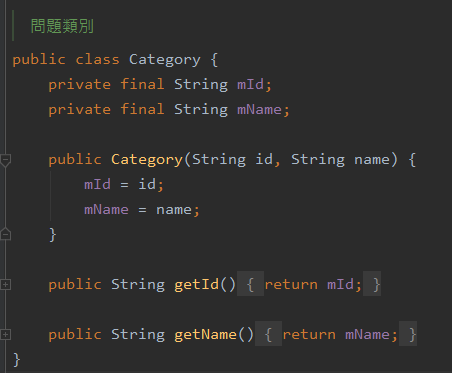 問題類別
public class Category {
    private final String mId;
    private final String mName;
    public Category(String id, String name) {
        mId = id;
        mName = name;
    }
    public String getId() { return mId; }
    public String getName() { return mName; }
}